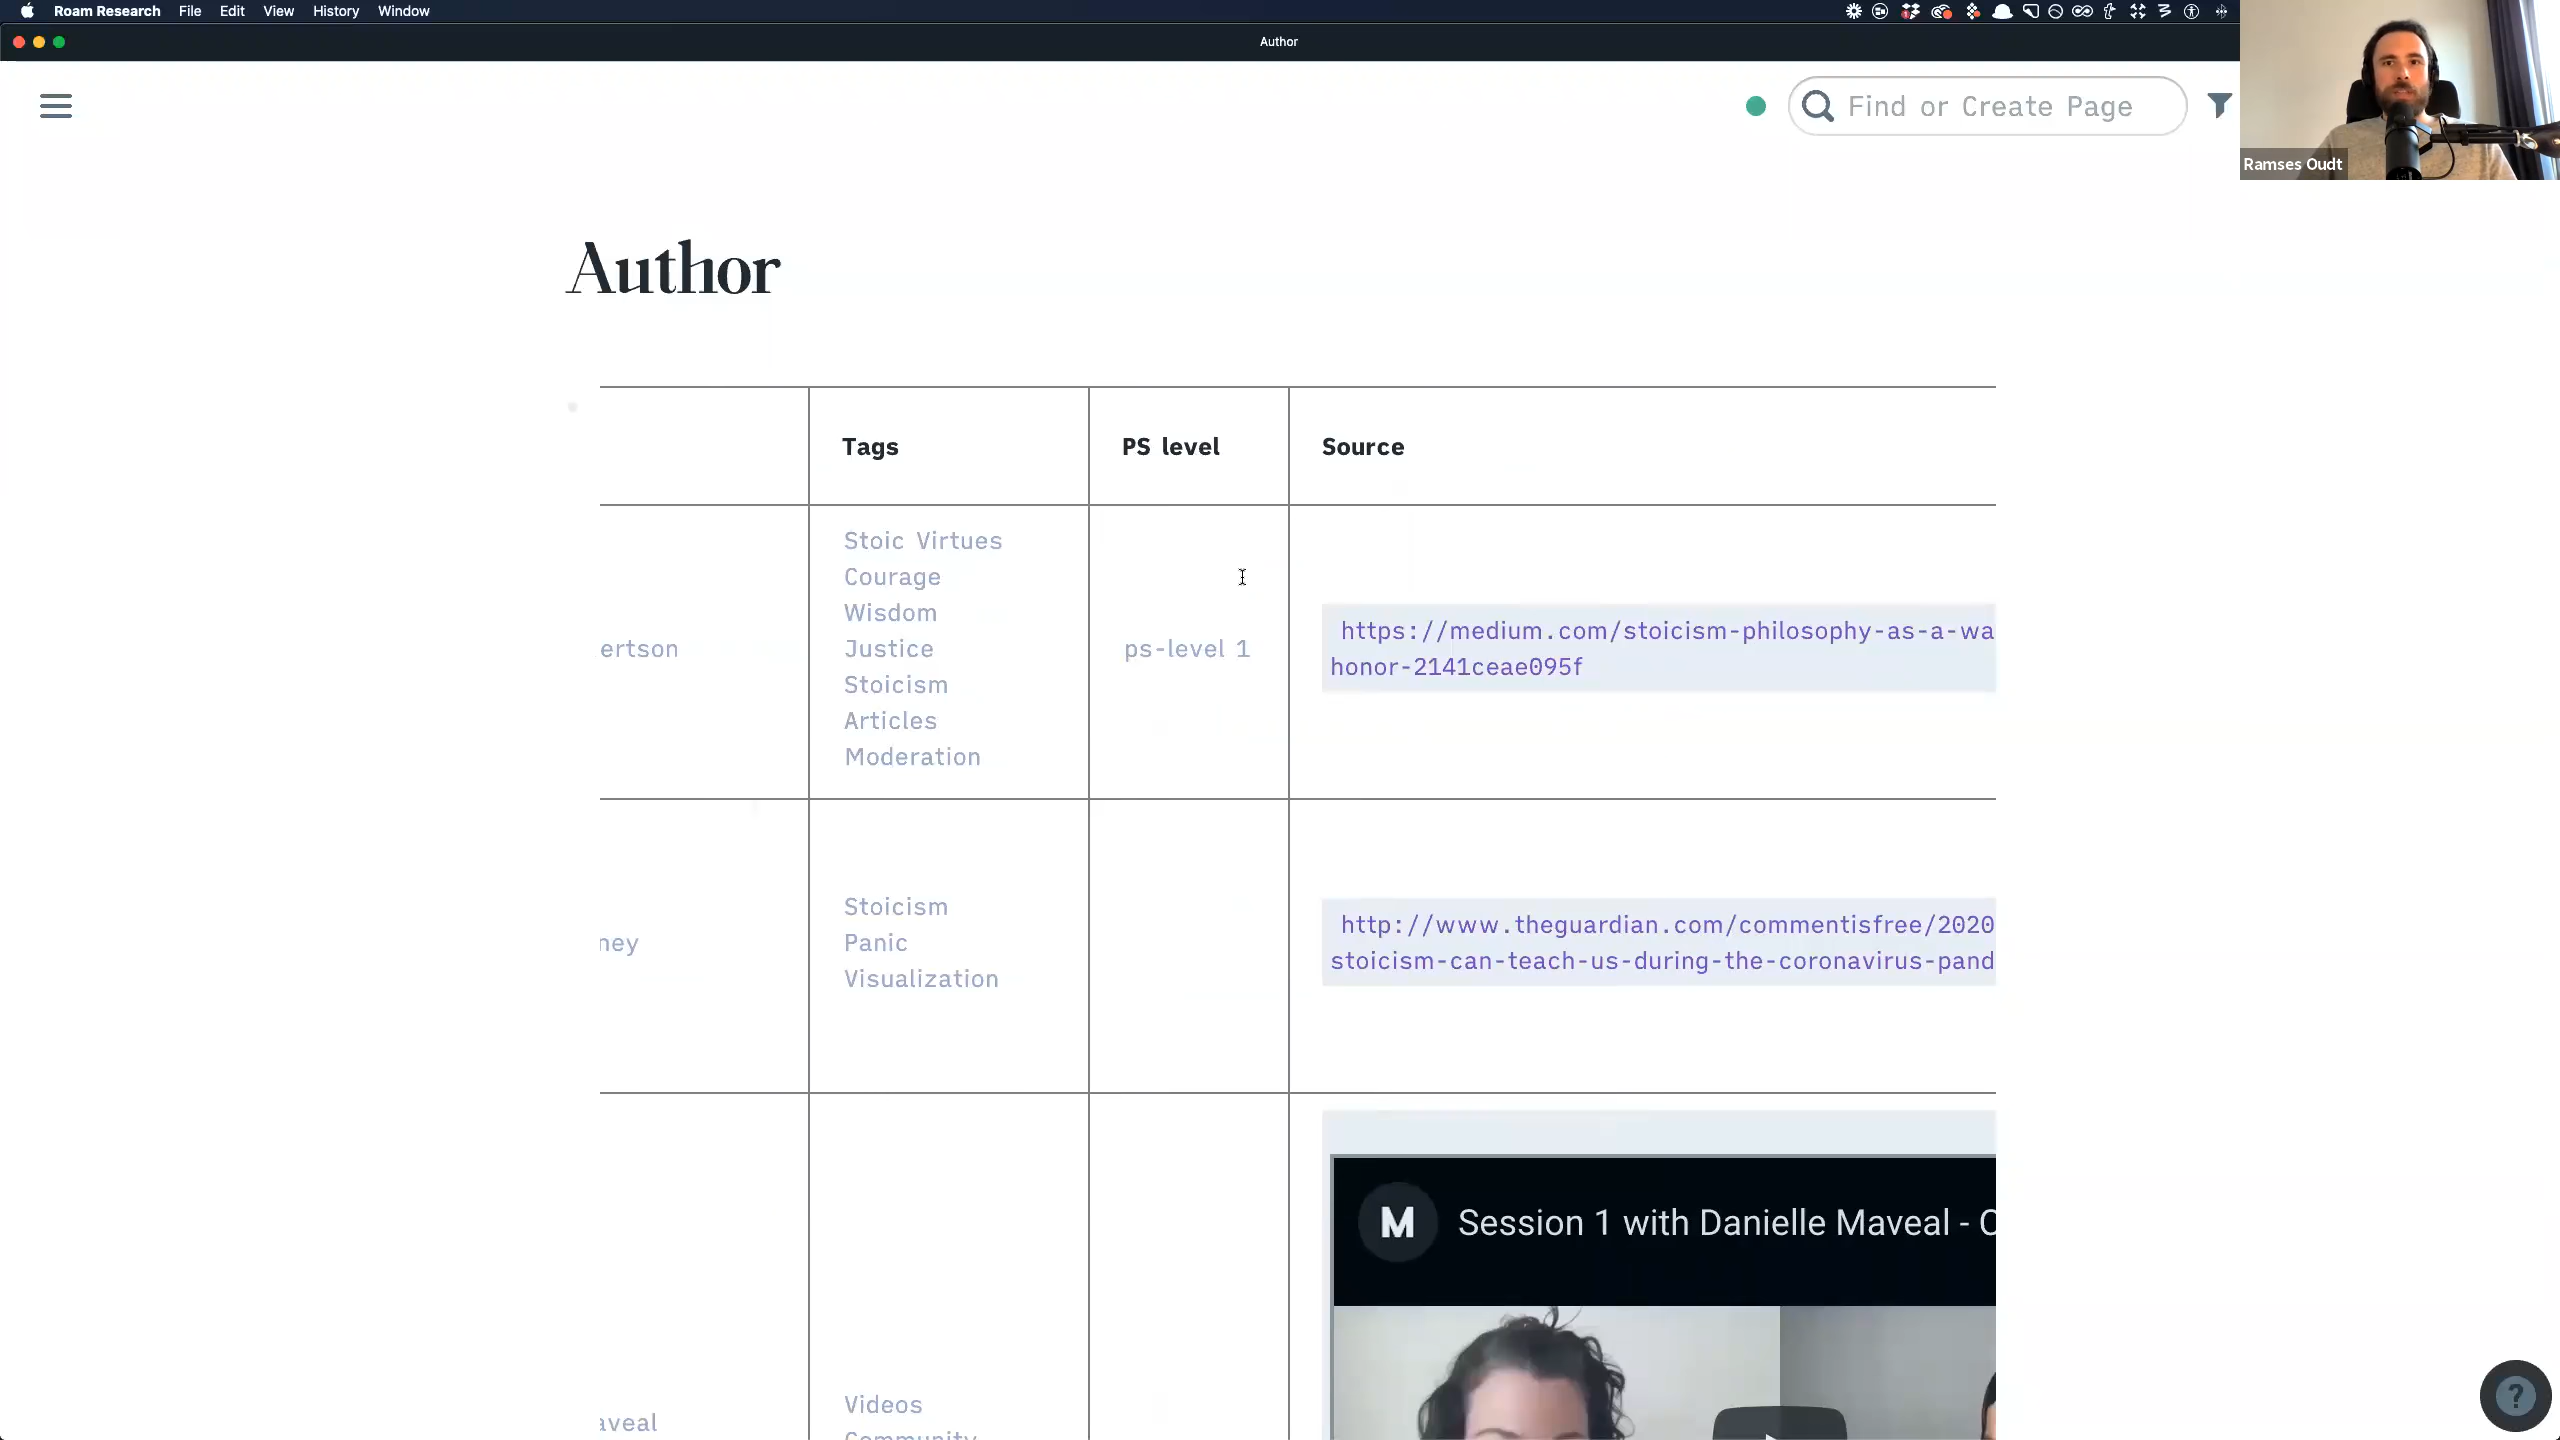 Roam Research File Edit View History Window
Author
Find or Create Page
Ramses Oudt
Author
Tags PS level Source
Stoic Virtues
Courage
Wisdom
Justice
Stoicism
Articles
Moderation
ertson
ps-level 1
https://medium.com/stoicism-philosophy-as-a-wa
honor-2141ceae095f
Stoicism
Panic
Visualization
ney
http://www.theguardian.com/commentisfree/2020
stoicism-can-teach-us-during-the-coronavirus-pand
M Session 1 with Danielle Maveal - C
Videos
Community
aveal
?